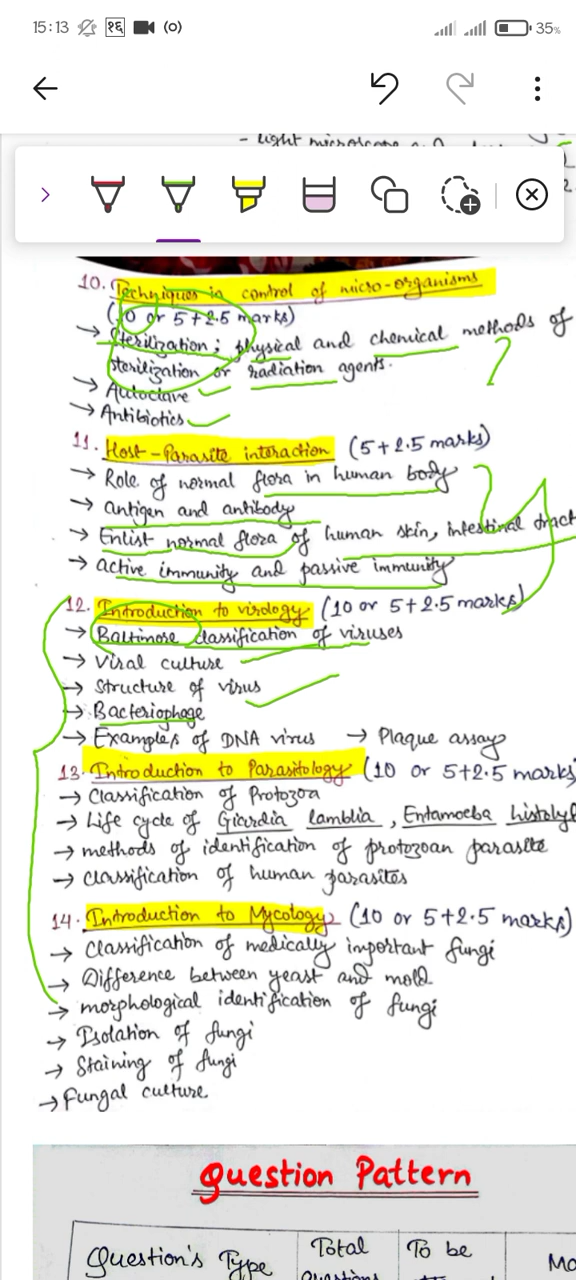 15:13 १६ 35%
- light microscope
10. Techniques in control of micro-organisms
(10 or 5+2.5 marks)
→ Sterilization; physical and chemical methods of
sterilization or radiation agents.
?
→ Autoclave
→ Antibiotics
11. Host-Parasite interaction (5+2.5 marks)
→ Role of normal flora in human body
→ antigen and antibody
→ Enlist normal flora of human skin, intestinal tract
→ active immunity and passive immunity
12. Introduction to virology (10 or 5+2.5 marks)
→ Baltimore classification of viruses
→ Viral culture
→ Structure of virus
→ Bacteriophage
→ Examples of DNA virus → Plaque assay
13. Introduction to Parasitology (10 or 5+2.5 marks)
→ Classification of Protozoa
→ Life cycle of Giardia lamblia, Entamoeba histolyt
→ methods of identification of protozoan parasite
→ classification of human parasites
14. Introduction to Mycology (10 or 5+2.5 marks)
→ Classification of medically important fungi
→ Difference between yeast and mold
→ morphological identification of fungi
→ Isolation of fungi
→ Staining of fungi
→ Fungal culture
Question Pattern
Question's Type Total To be Mo
Questions